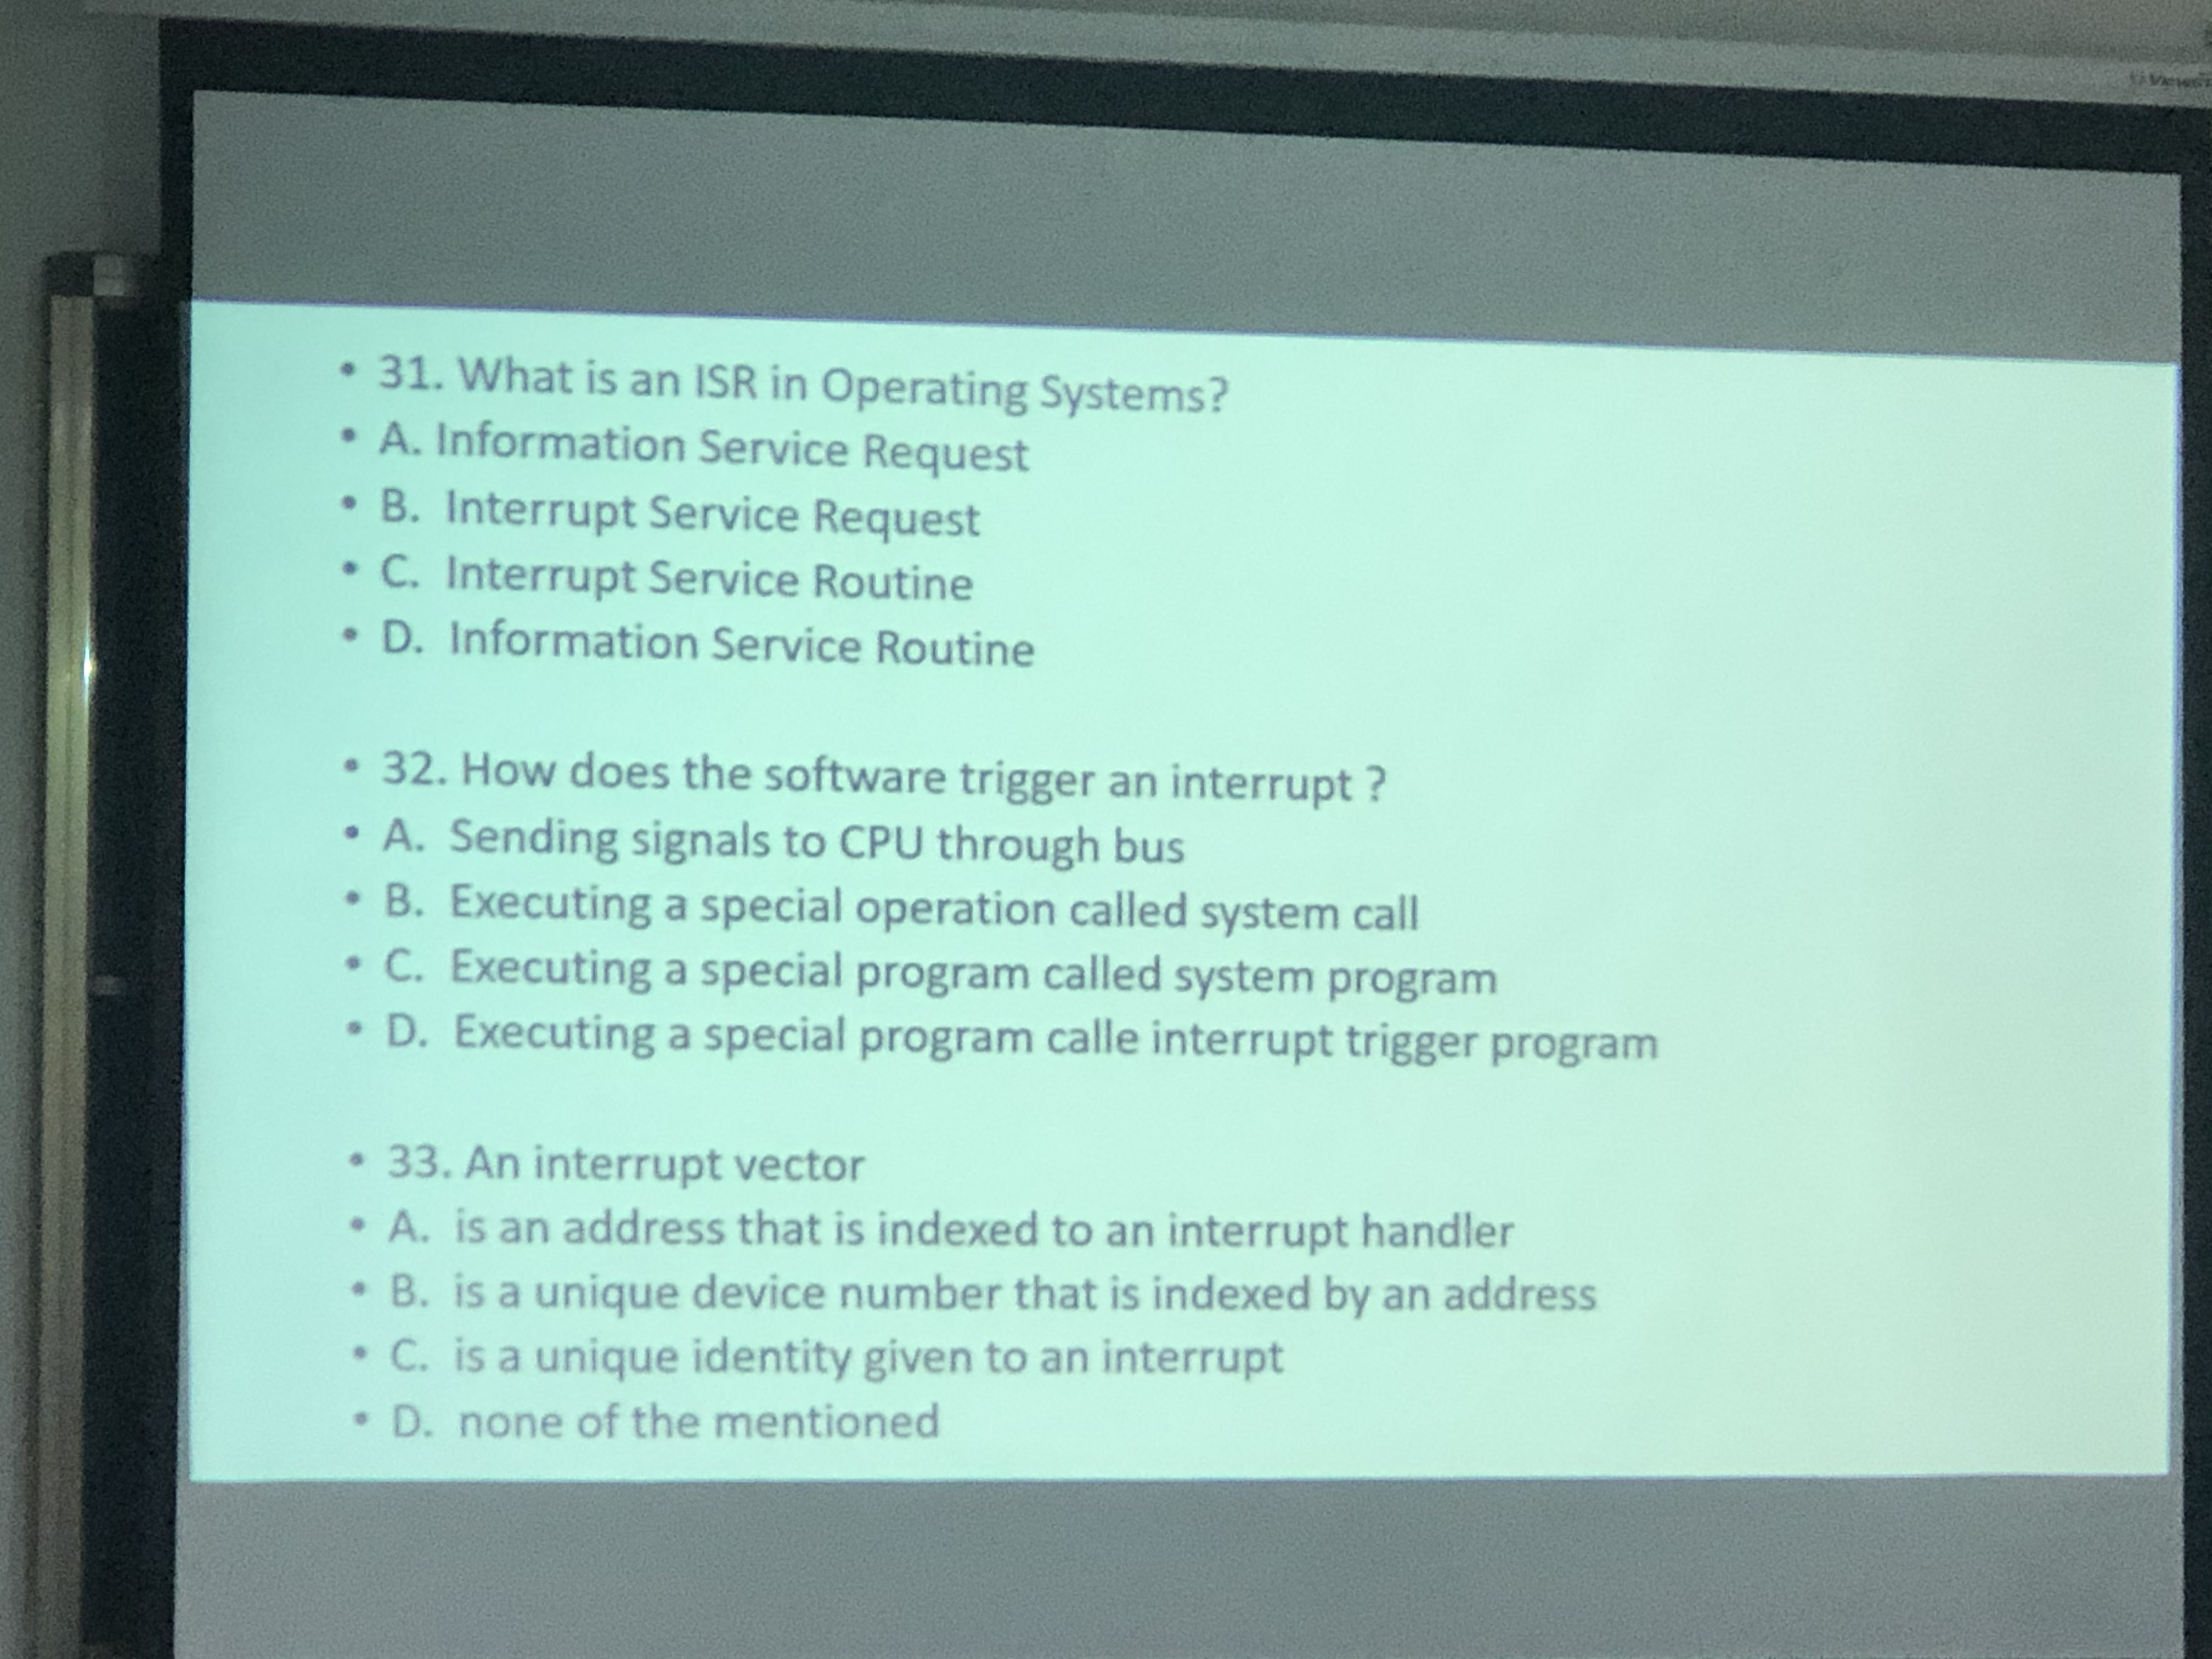 • 31. What is an ISR in Operating Systems?
• A. Information Service Request
• B. Interrupt Service Request
• C. Interrupt Service Routine
• D. Information Service Routine
• 32. How does the software trigger an interrupt ?
• A. Sending signals to CPU through bus
• B. Executing a special operation called system call
• C. Executing a special program called system program
• D. Executing a special program calle interrupt trigger program
• 33. An interrupt vector
• A. is an address that is indexed to an interrupt handler
• B. is a unique device number that is indexed by an address
• C. is a unique identity given to an interrupt
• D. none of the mentioned